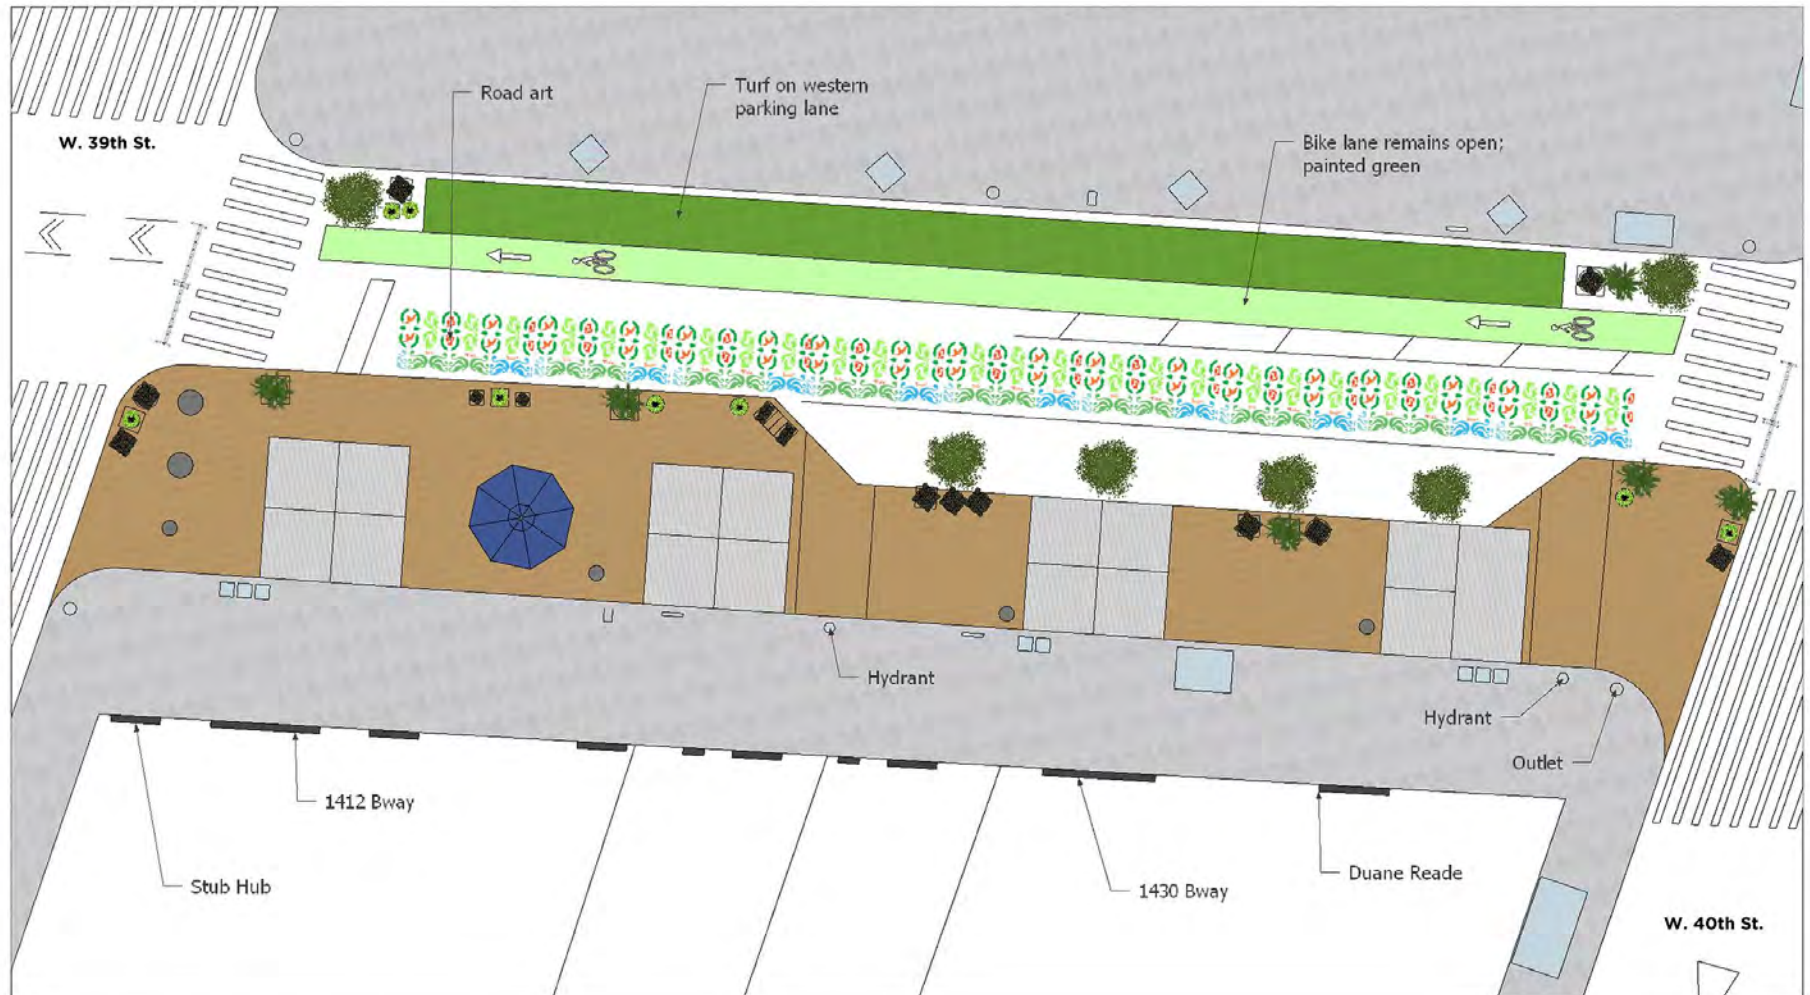 Road art
Turf on western
parking lane
Bike lane remains open;
painted green
W. 39th St.
Hydrant
Hydrant
Outlet
1412 Bway
Stub Hub
1430 Bway
Duane Reade
W. 40th St.